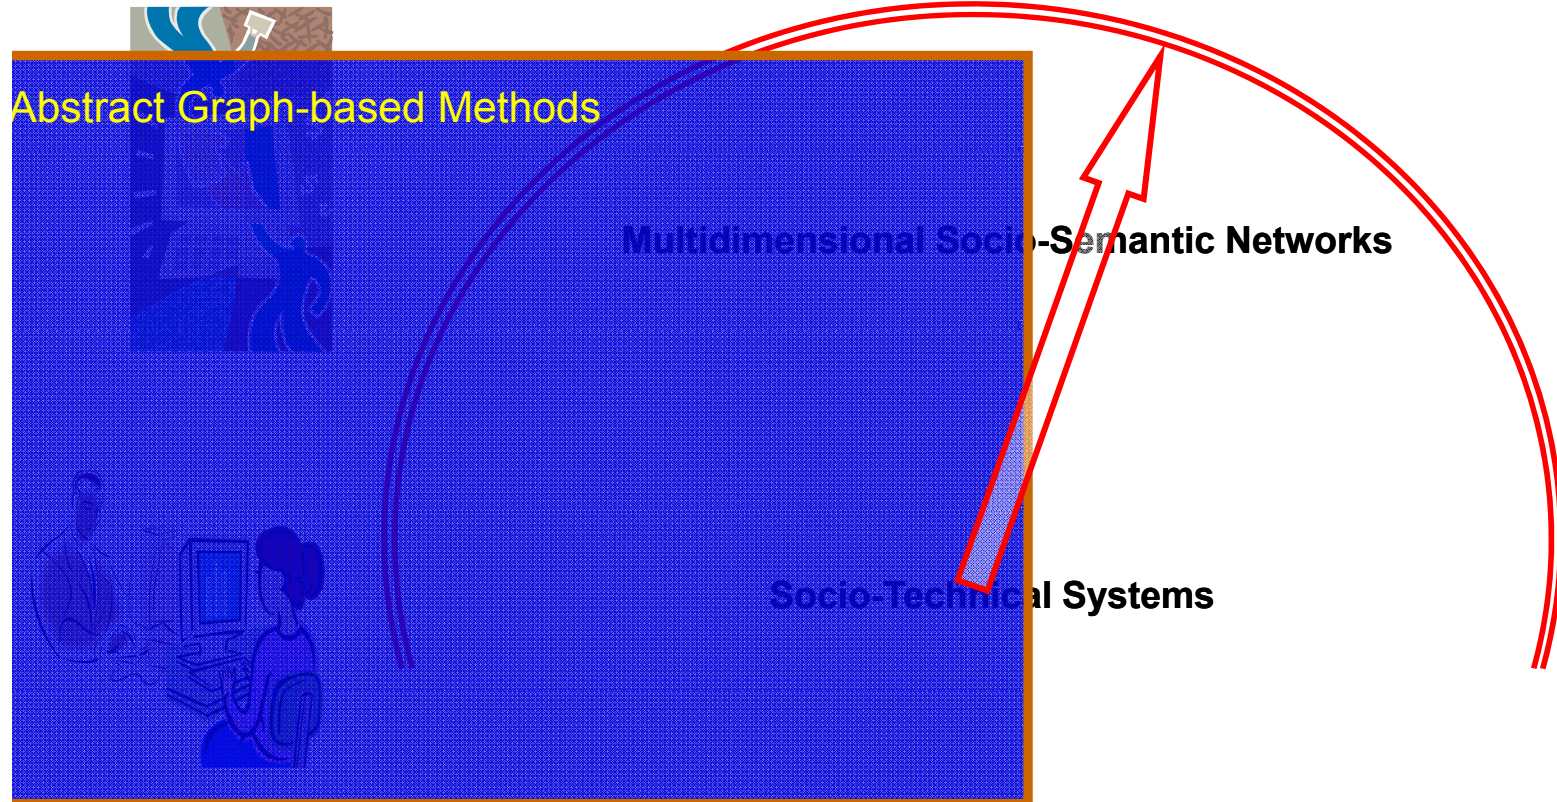 Abstract Graph-based Methods
Multidimensional Socio-Semantic Networks
Socio-Technical Systems